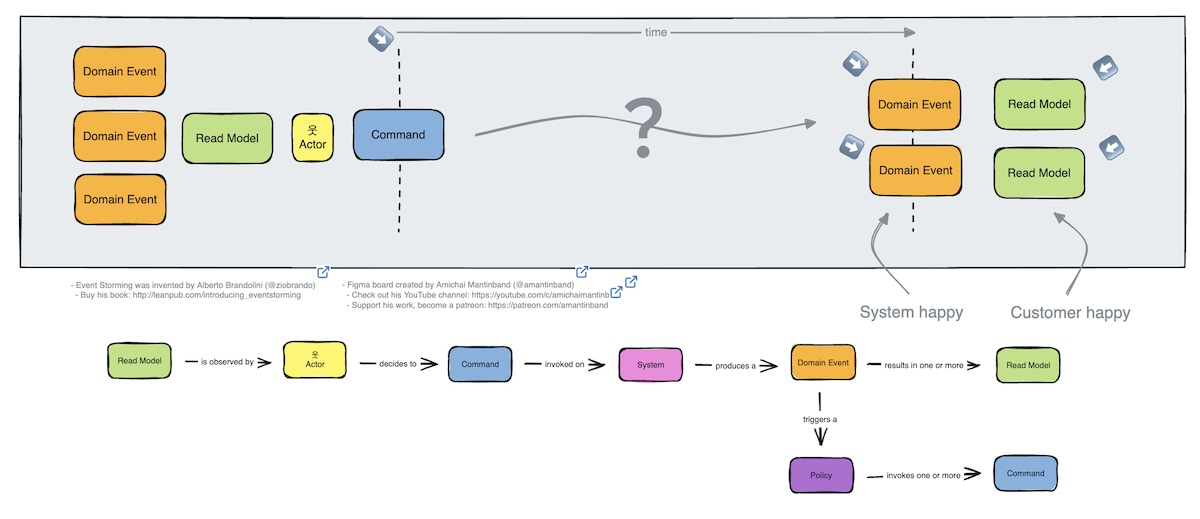 time
Domain Event
Domain Event
Domain Event
Read Model
웃
Actor
Command
?
Domain Event
Domain Event
Read Model
Read Model
System happy
Customer happy
- Event Storming was invented by Alberto Brandolini (@ziobrando)
- Buy his book: http://leanpub.com/introducing_eventstorming
- Figma board created by Amichai Mantinband (@amantinband)
- Check out his YouTube channel: https://youtube.com/c/amichaimantinb
- Support his work, become a patreon: https://patreon.com/amantinband
Read Model
is observed by
웃
Actor
decides to
Command
invoked on
System
produces a
Domain Event
results in one or more
Read Model
triggers a
Policy
invokes one or more
Command